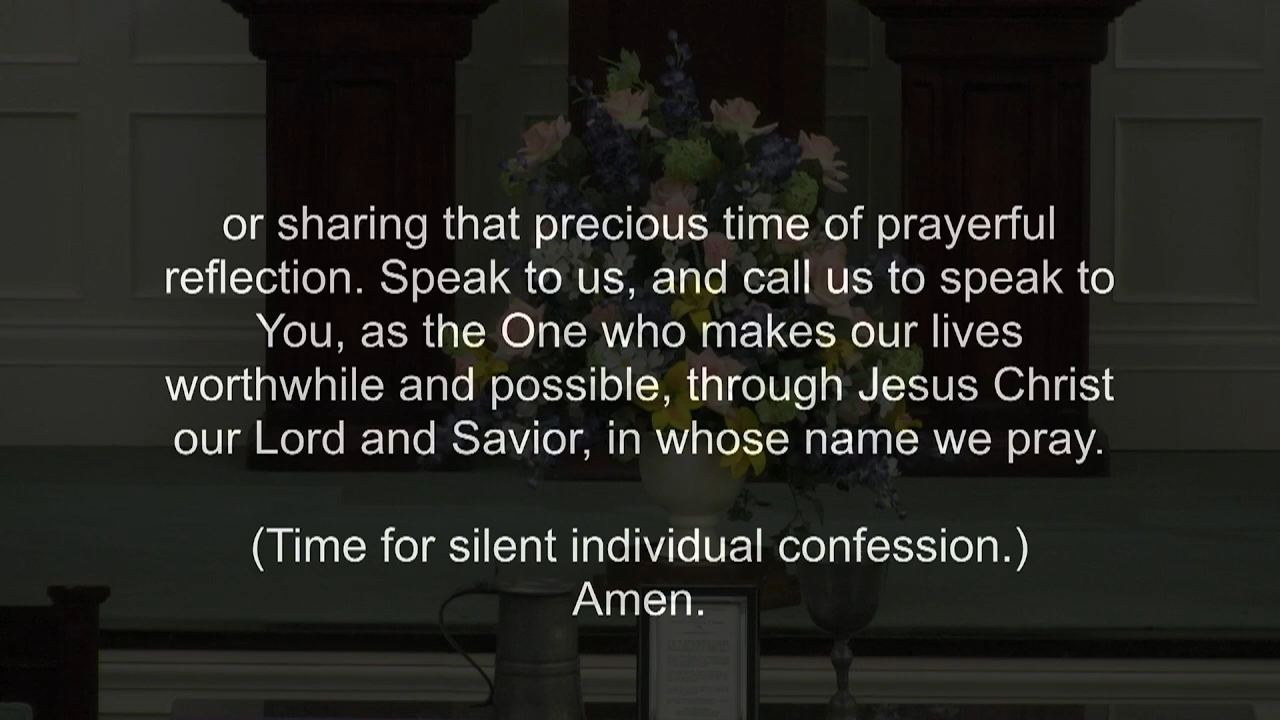 or sharing that precious time of prayerful
reflection. Speak to us, and call us to speak to
You, as the One who makes our lives
worthwhile and possible, through Jesus Christ
our Lord and Savior, in whose name we pray.
(Time for silent individual confession.)
Amen.